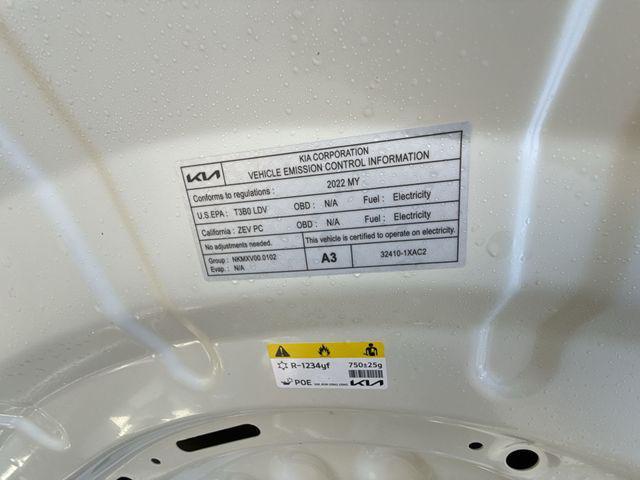 KIA CORPORATION
KIA VEHICLE EMISSION CONTROL INFORMATION
Conforms to regulations : 2022 MY
U.S.EPA : T3B0 LDV OBD : N/A Fuel : Electricity
California : ZEV PC OBD : N/A Fuel : Electricity
No adjustments needed. This vehicle is certified to operate on electricity.
Group : NKMXV00.0102
Evap. : N/A
A3 32410-1XAC2
R-1234yf 750±25g
POE KIA